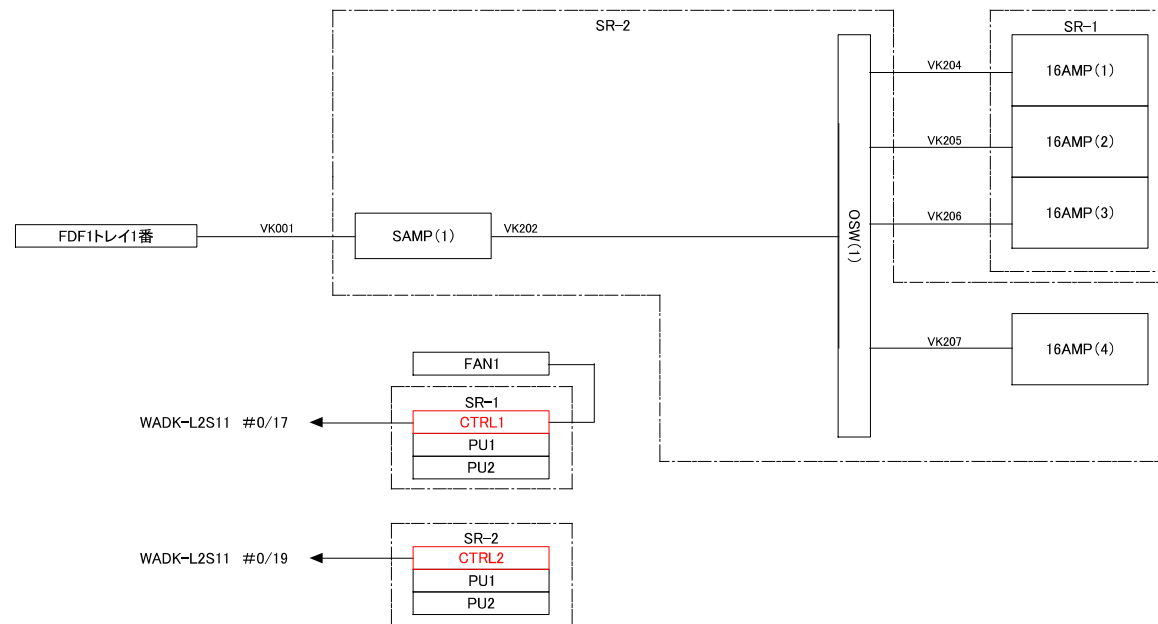 SR-2
SR-1
VK204
16AMP(1)
VK205
16AMP(2)
VK206
16AMP(3)
FDF1トレイ1番
VK001
SAMP(1)
VK202
OSW(1)
VK207
16AMP(4)
FAN1
SR-1
WADK-L2S11 #0/17
CTRL1
PU1
PU2
SR-2
WADK-L2S11 #0/19
CTRL2
PU1
PU2